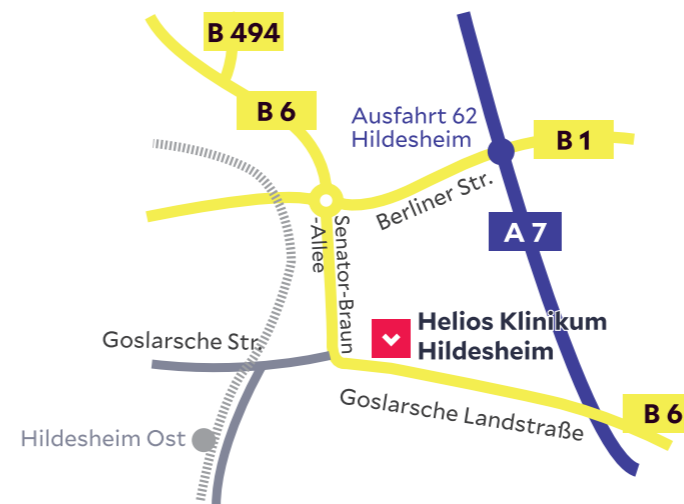 B 494
B 6
Ausfahrt 62
Hildesheim
B 1
Berliner Str.
A 7
Senator-Braun
-Allee
Helios Klinikum
Hildesheim
Goslarsche Str.
Goslarsche Landstraße
B 6
Hildesheim Ost